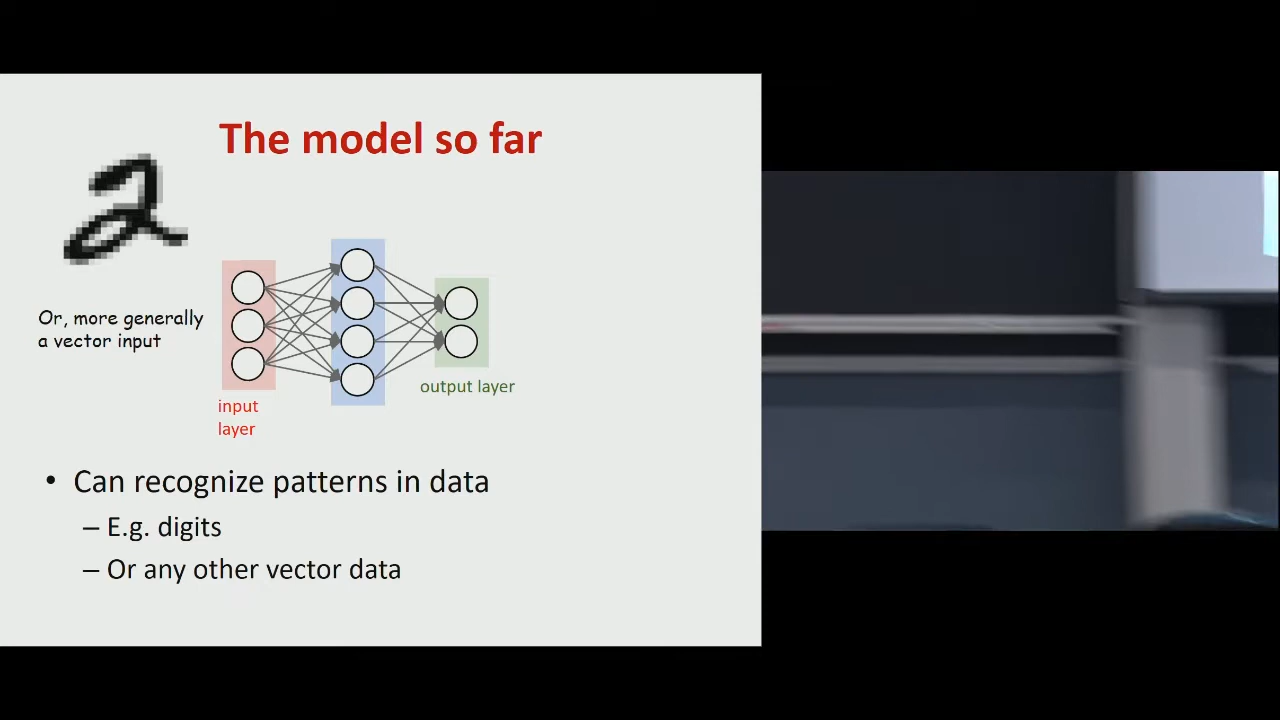 The model so far
2
Or, more generally
a vector input
input
layer
output layer
• Can recognize patterns in data
– E.g. digits
– Or any other vector data